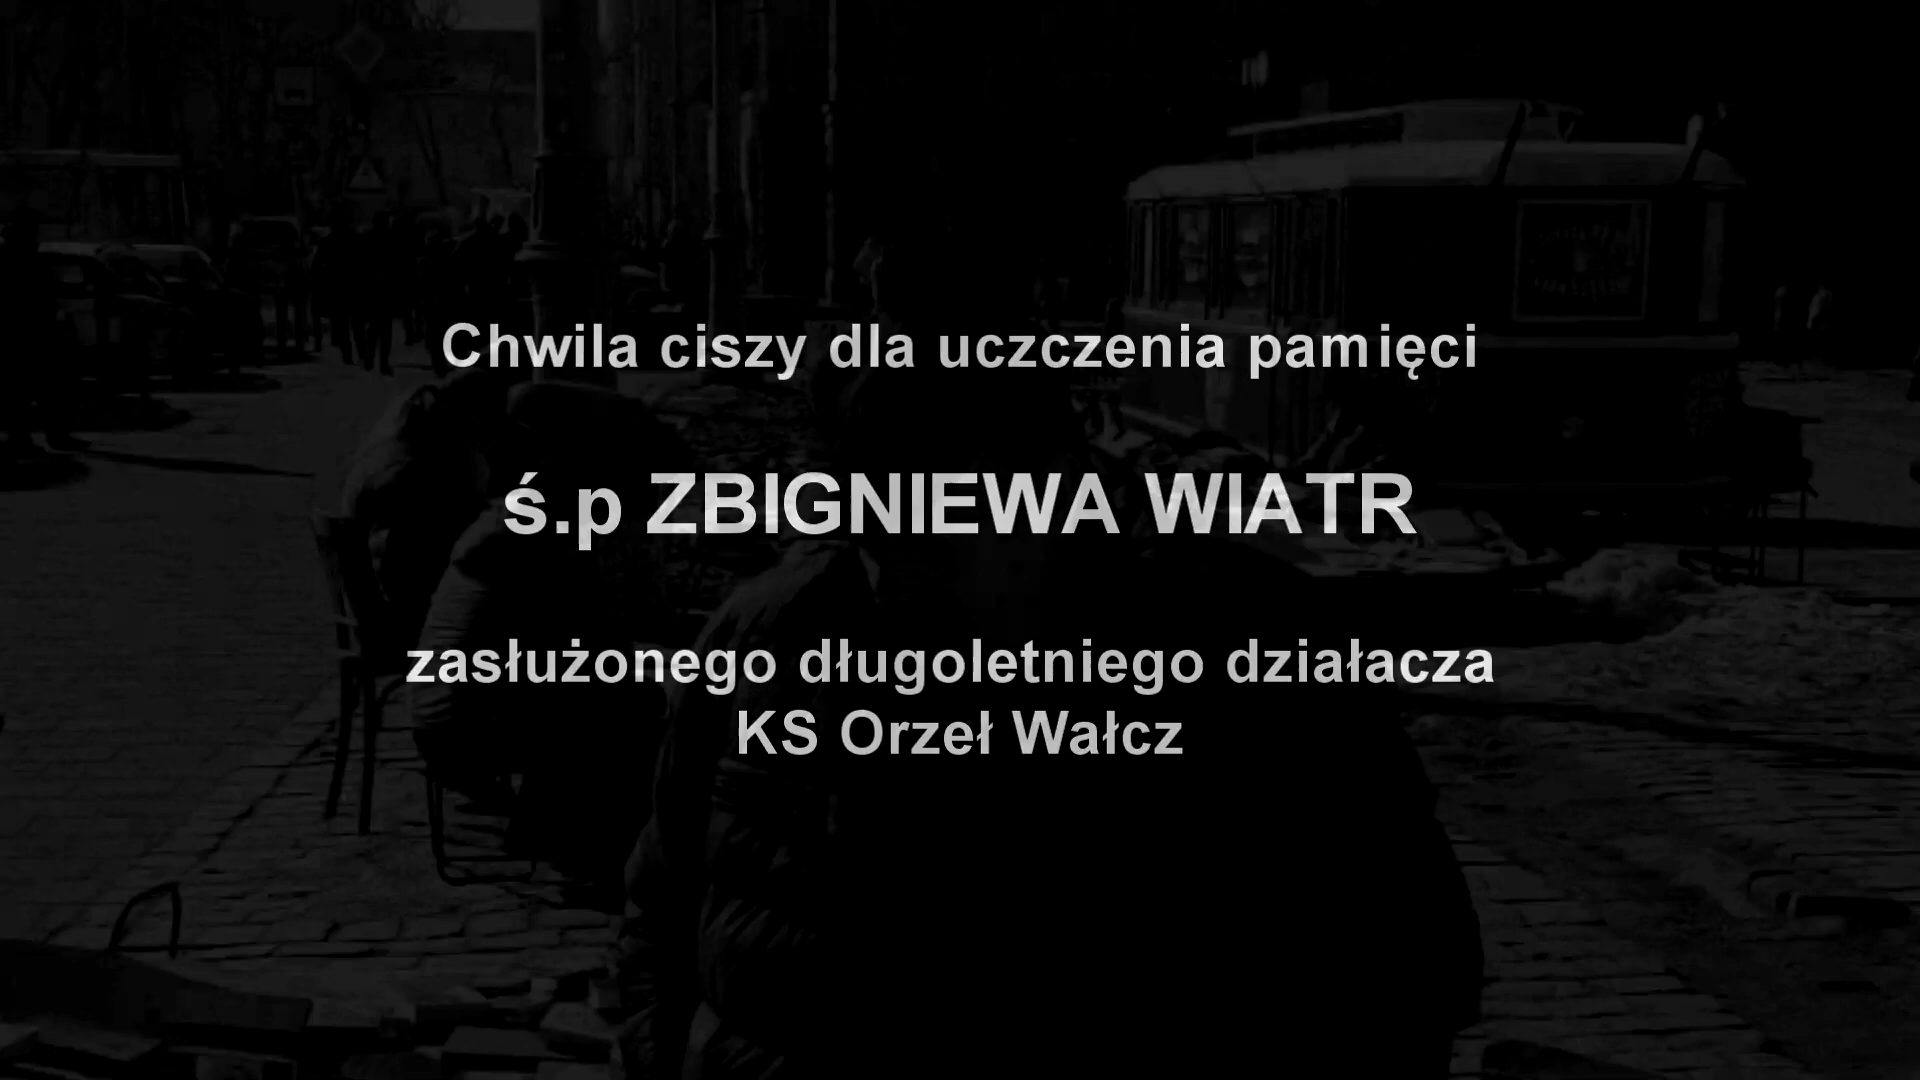 Chwila ciszy dla uczczenia pamięci
ś.p ZBIGNIEWA WIATR
zasłużonego długoletniego działacza
KS Orzeł Wałcz